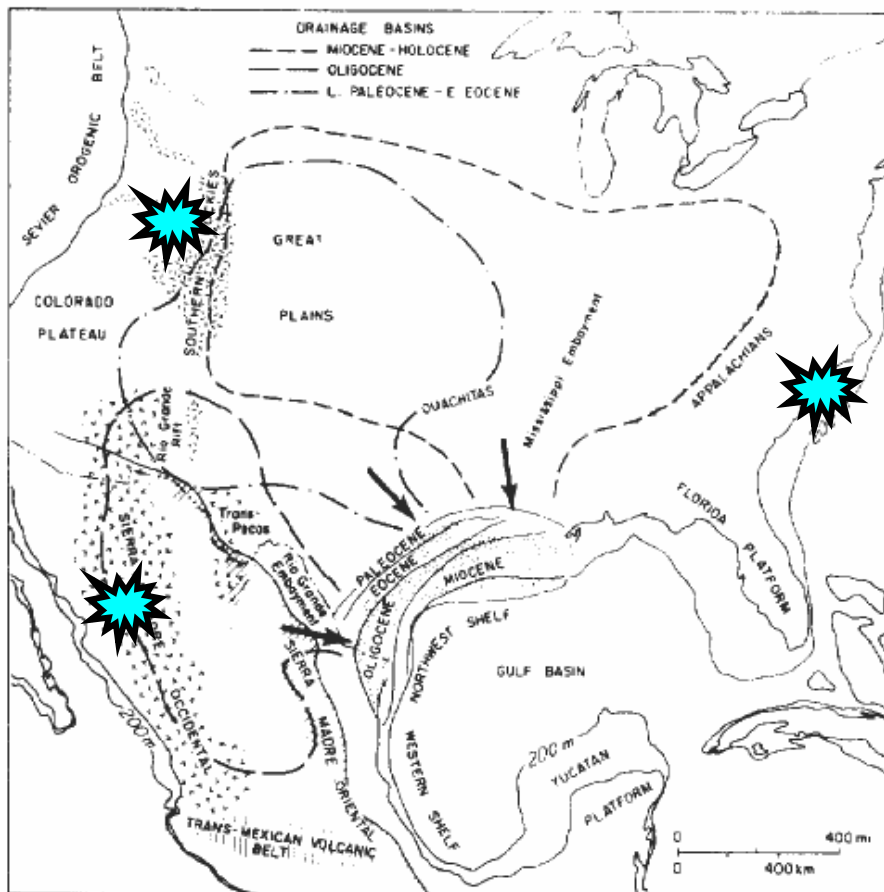 DRAINAGE BASINS
MIOCENE-HOLOCENE
OLIGOCENE
L. PALEOCENE-E EOCENE
SEVIER OROGENIC BELT
SOUTHERN
GREAT
PLAINS
COLORADO
PLATEAU
OUACHITAS
Mississippi Embayment
APPALACHIANS
Rio Grande
Rift
Trans-
Pecos
Rio Grande
Embayment
PALEOCENE
EOCENE
OLIGOCENE
MIOCENE
NORTHWEST SHELF
FLORIDA
PLATFORM
GULF BASIN
SIERRA
OCCIDENTAL
200 m
SIERRA
MADRE
ORIENTAL
WESTERN
SHELF
200 m
YUCATAN
PLATFORM
TRANS-MEXICAN VOLCANIC
BELT
0 400 mi
0 400 km